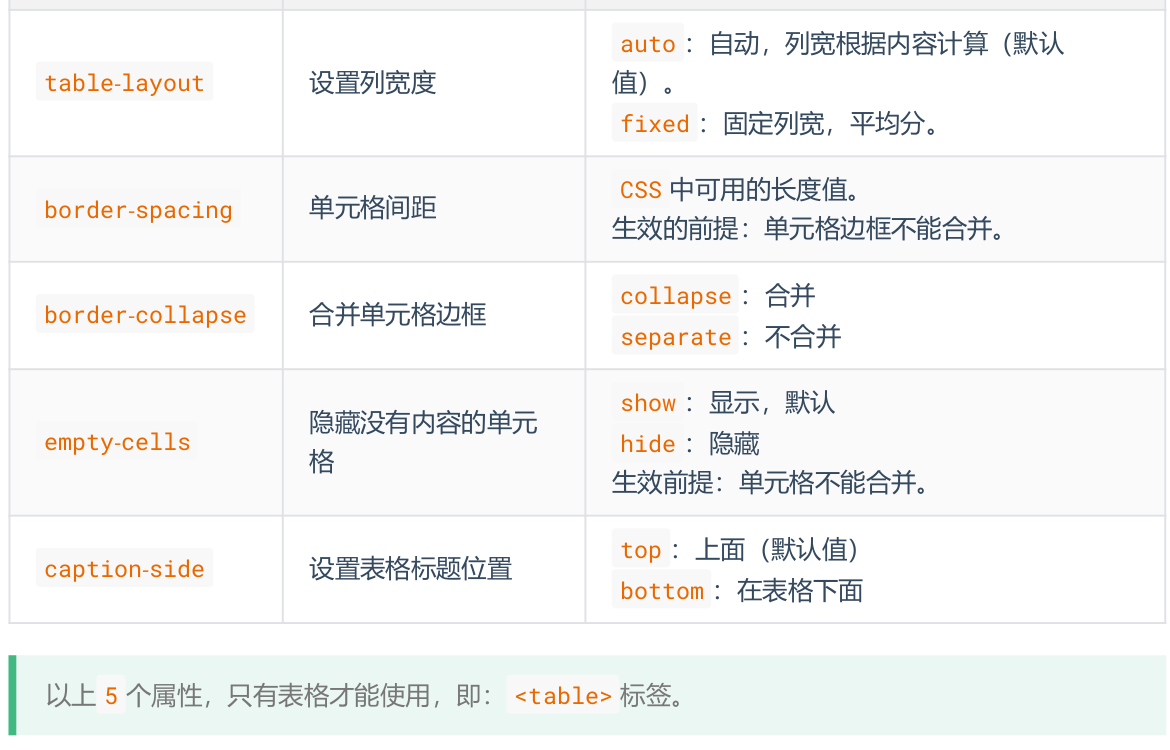 table-layout
设置列宽度
auto：自动，列宽根据内容计算（默认
值）。
fixed：固定列宽，平均分。
border-spacing
单元格间距
CSS中可用的长度值。
生效的前提：单元格边框不能合并。
border-collapse
合并单元格边框
collapse：合并
separate：不合并
empty-cells
隐藏没有内容的单元
格
show：显示，默认
hide：隐藏
生效前提：单元格不能合并。
caption-side
设置表格标题位置
top：上面（默认值）
bottom：在表格下面
以上5个属性，只有表格才能使用，即：<table>标签。